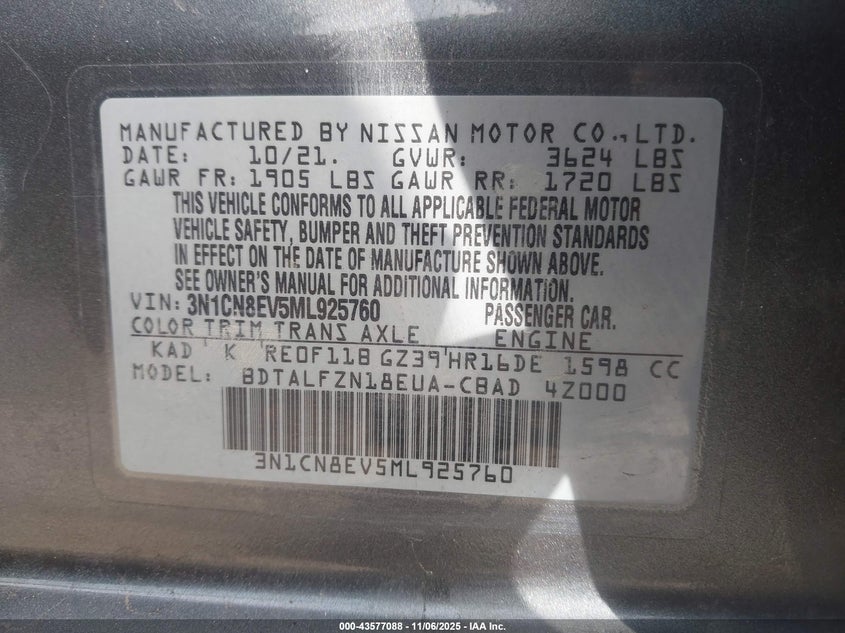 MANUFACTURED BY NISSAN MOTOR CO., LTD.
DATE: 10/21. GVWR: 3624 LBS
GAWR FR: 1905 LBS GAWR RR: 1720 LBS
THIS VEHICLE CONFORMS TO ALL APPLICABLE FEDERAL MOTOR
VEHICLE SAFETY, BUMPER AND THEFT PREVENTION STANDARDS
IN EFFECT ON THE DATE OF MANUFACTURE SHOWN ABOVE.
SEE OWNER'S MANUAL FOR ADDITIONAL INFORMATION.
VIN: 3N1CN8EV5ML925760 PASSENGER CAR.
COLOR TRIM TRANS AXLE ENGINE
KAD K RE0F11B GZ39 HR16DE 1598 CC
MODEL: BDTALFZN18EUA-CBAD 4Z000
3N1CN8EV5ML925760
000-43577088 - 11/06/2025 - IAA Inc.